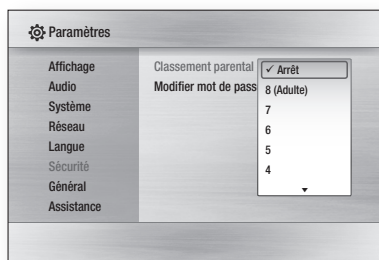 Paramètres
Affichage
Audio
Système
Réseau
Langue
Sécurité
Général
Assistance
Classement parental
Modifier mot de pass
✓ Arrêt
8 (Adulte)
7
6
5
4